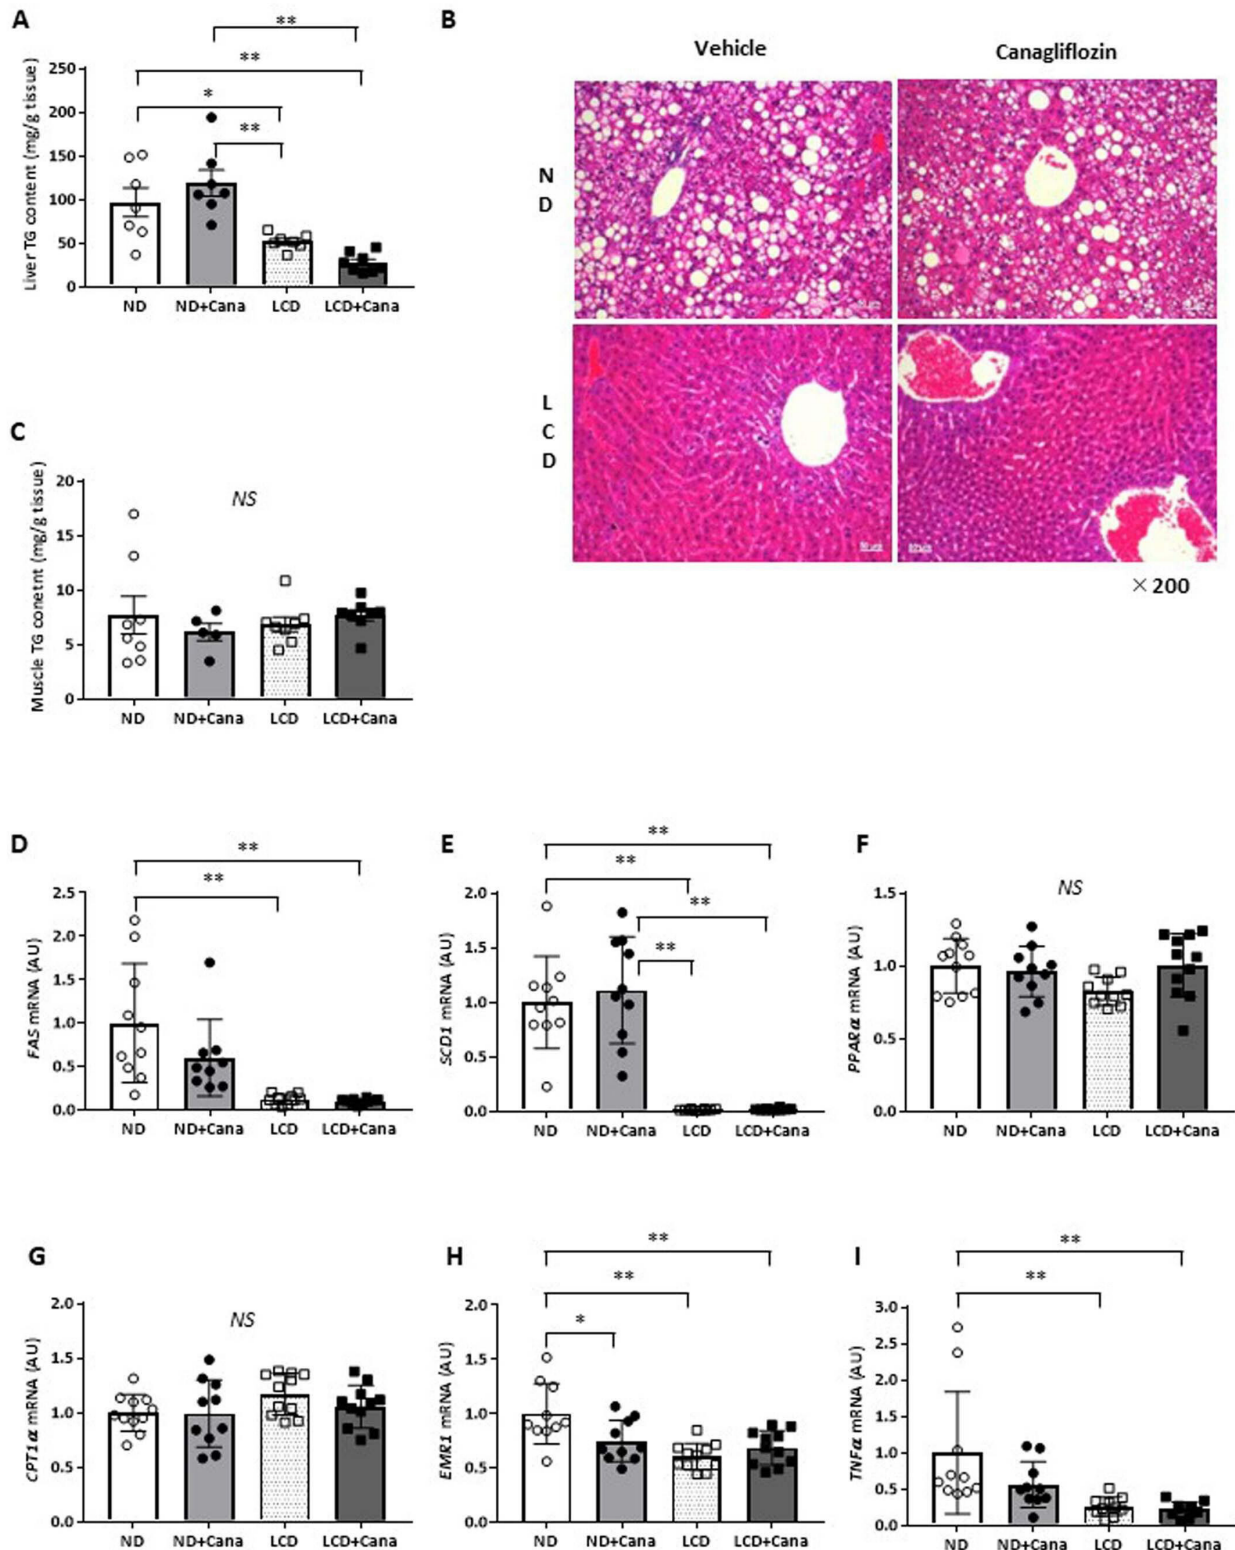 A
**
**
*
**
250
200
150
100
50
0
Liver TG content (mg/g tissue)
ND
ND+Cana
LCD
LCD+Cana
B
Vehicle
Canagliflozin
N
D
L
C
D
×200
C
NS
20
15
10
5
0
Muscle TG conetnt (mg/g tissue)
ND
ND+Cana
LCD
LCD+Cana
D
**
**
2.5
2.0
1.5
1.0
0.5
0.0
FAS mRNA (AU)
ND
ND+Cana
LCD
LCD+Cana
E
**
**
**
**
2.0
1.5
1.0
0.5
0.0
SCD1 mRNA (AU)
ND
ND+Cana
LCD
LCD+Cana
F
NS
1.5
1.0
0.5
0.0
PPARα mRNA (AU)
ND
ND+Cana
LCD
LCD+Cana
G
NS
2.0
1.5
1.0
0.5
0.0
CPT1α mRNA (AU)
ND
ND+Cana
LCD
LCD+Cana
H
**
**
*
2.0
1.5
1.0
0.5
0.0
EMR1 mRNA (AU)
ND
ND+Cana
LCD
LCD+Cana
I
**
**
3.0
2.5
2.0
1.5
1.0
0.5
0.0
TNFα mRNA (AU)
ND
ND+Cana
LCD
LCD+Cana